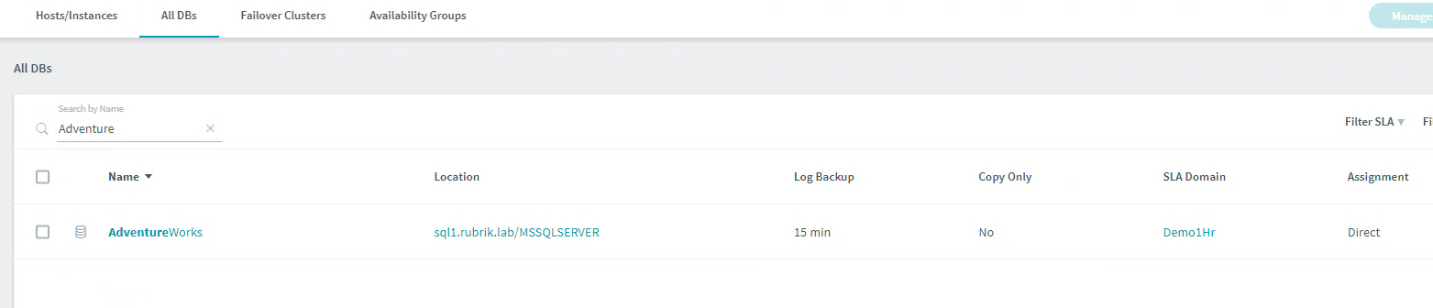 Hosts/Instances All DBs Failover Clusters Availability Groups Manage
All DBs
Search by Name
Adventure
Filter SLA
Name Location Log Backup Copy Only SLA Domain Assignment
AdventureWorks sql1.rubrik.lab/MSSQLSERVER 15 min No Demo1Hr Direct